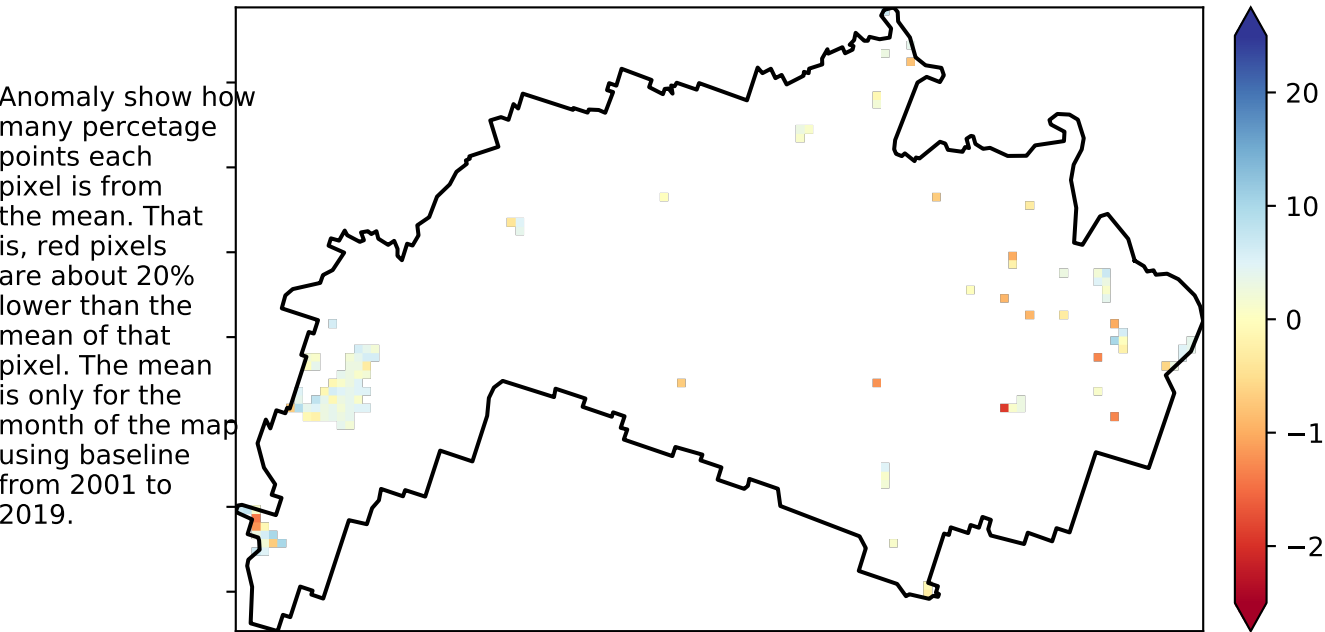 Anomaly show how
many percetage
points each
pixel is from
the mean. That
is, red pixels
are about 20%
lower than the
mean of that
pixel. The mean
is only for the
month of the map
using baseline
from 2001 to
2019.
20
10
0
−1
−2